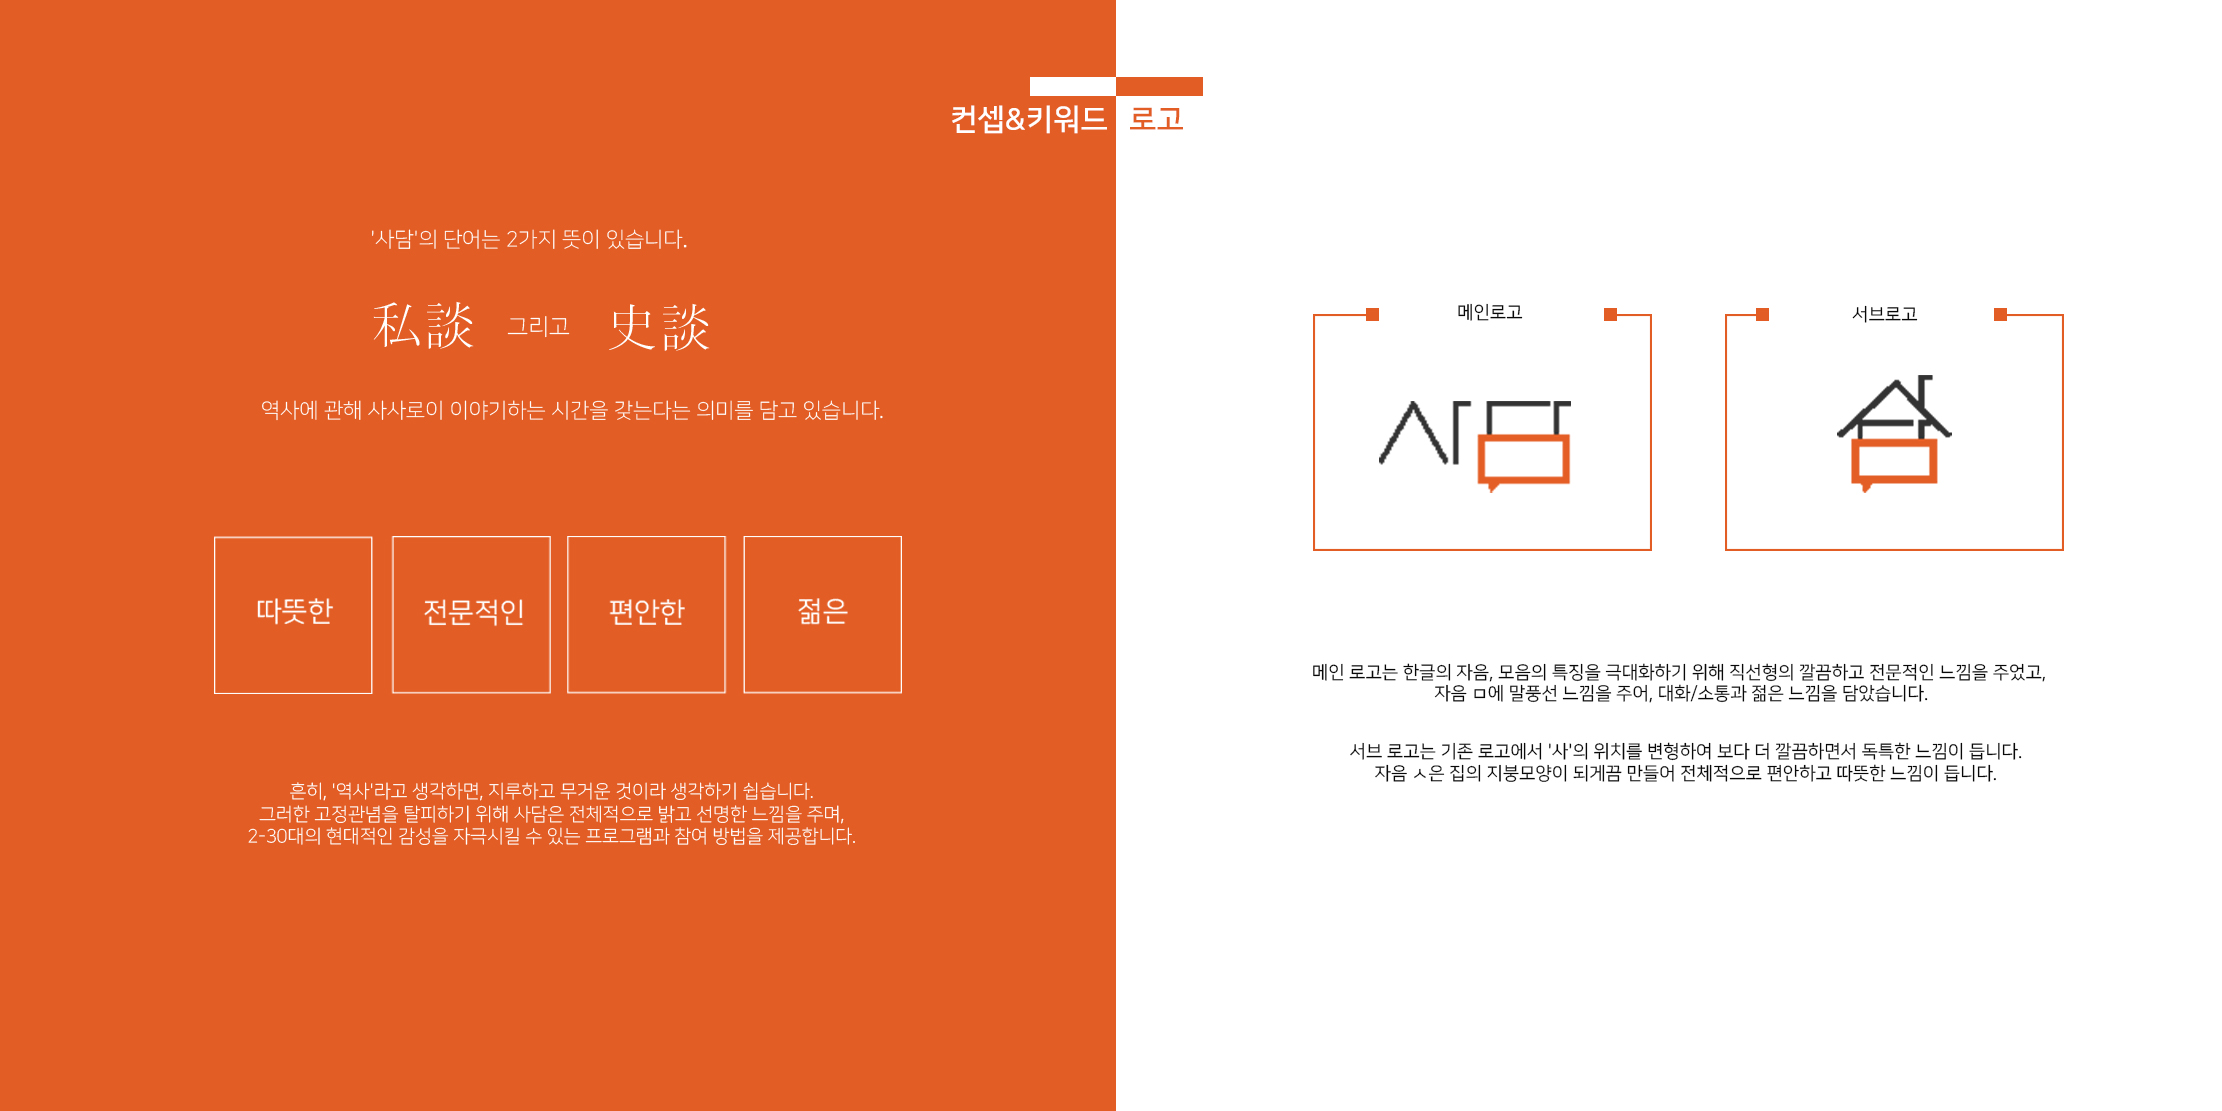 컨셉&키워드
'사담'의 단어는 2가지 뜻이 있습니다.
私談 그리고 史談
역사에 관해 사사로이 이야기하는 시간을 갖는다는 의미를 담고 있습니다.
따뜻한
전문적인
편안한
젊은
흔히, '역사'라고 생각하면, 지루하고 무거운 것이라 생각하기 쉽습니다.
그러한 고정관념을 탈피하기 위해 사담은 전체적으로 밝고 선명한 느낌을 주며,
2-30대의 현대적인 감성을 자극시킬 수 있는 프로그램과 참여 방법을 제공합니다.
로고
메인로고
사담
서브로고
메인 로고는 한글의 자음, 모음의 특징을 극대화하기 위해 직선형의 깔끔하고 전문적인 느낌을 주었고,
자음 ㅁ에 말풍선 느낌을 주어, 대화/소통과 젊은 느낌을 담았습니다.
서브 로고는 기존 로고에서 '사'의 위치를 변형하여 보다 더 깔끔하면서 독특한 느낌이 듭니다.
자음 ㅅ은 집의 지붕모양이 되게끔 만들어 전체적으로 편안하고 따뜻한 느낌이 듭니다.